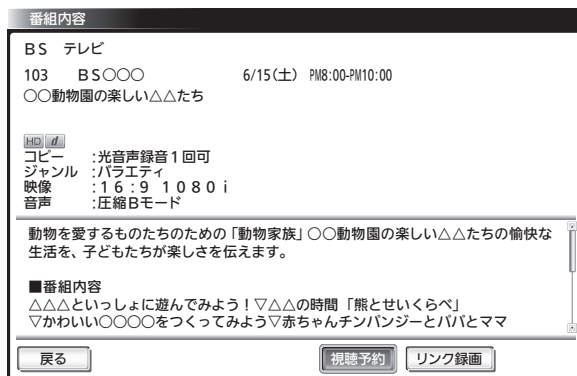 番組内容
BS テレビ
103 BS○○○ 6/15(土) PM8:00-PM10:00
○○動物園の楽しい△△たち
HD d
コピー :光音声録音1回可
ジャンル :バラエティ
映像 :16:9 1080i
音声 :圧縮Bモード
動物を愛するものたちのための「動物家族」○○動物園の楽しい△△たちの愉快な
生活を、子どもたちが楽しさを伝えます。
■番組内容
△△△といっしょに遊んでみよう!▽△△の時間「熊とせいくらべ」
▽かわいい○○○○をつくってみよう▽赤ちゃんチンパンジーとパパとママ
戻る 視聴予約 リンク録画